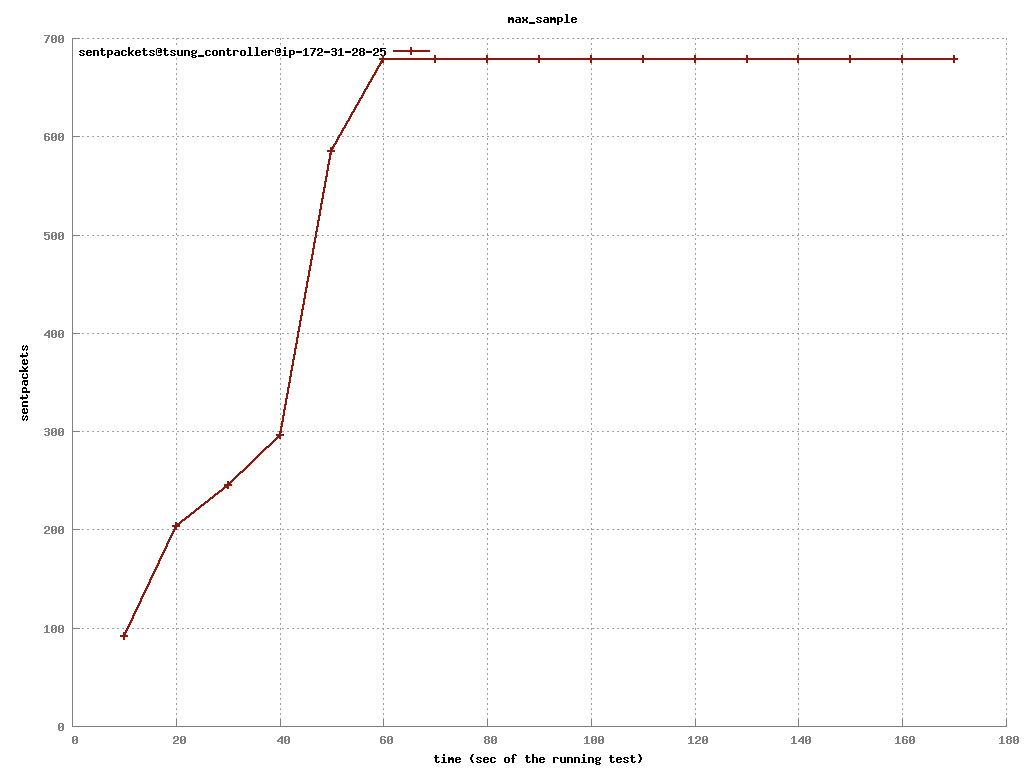 max_sample
sentpackets@tsung_controller@ip-172-31-28-25
700
600
500
400
300
200
100
0
sentpackets
0 20 40 60 80 100 120 140 160 180
time (sec of the running test)